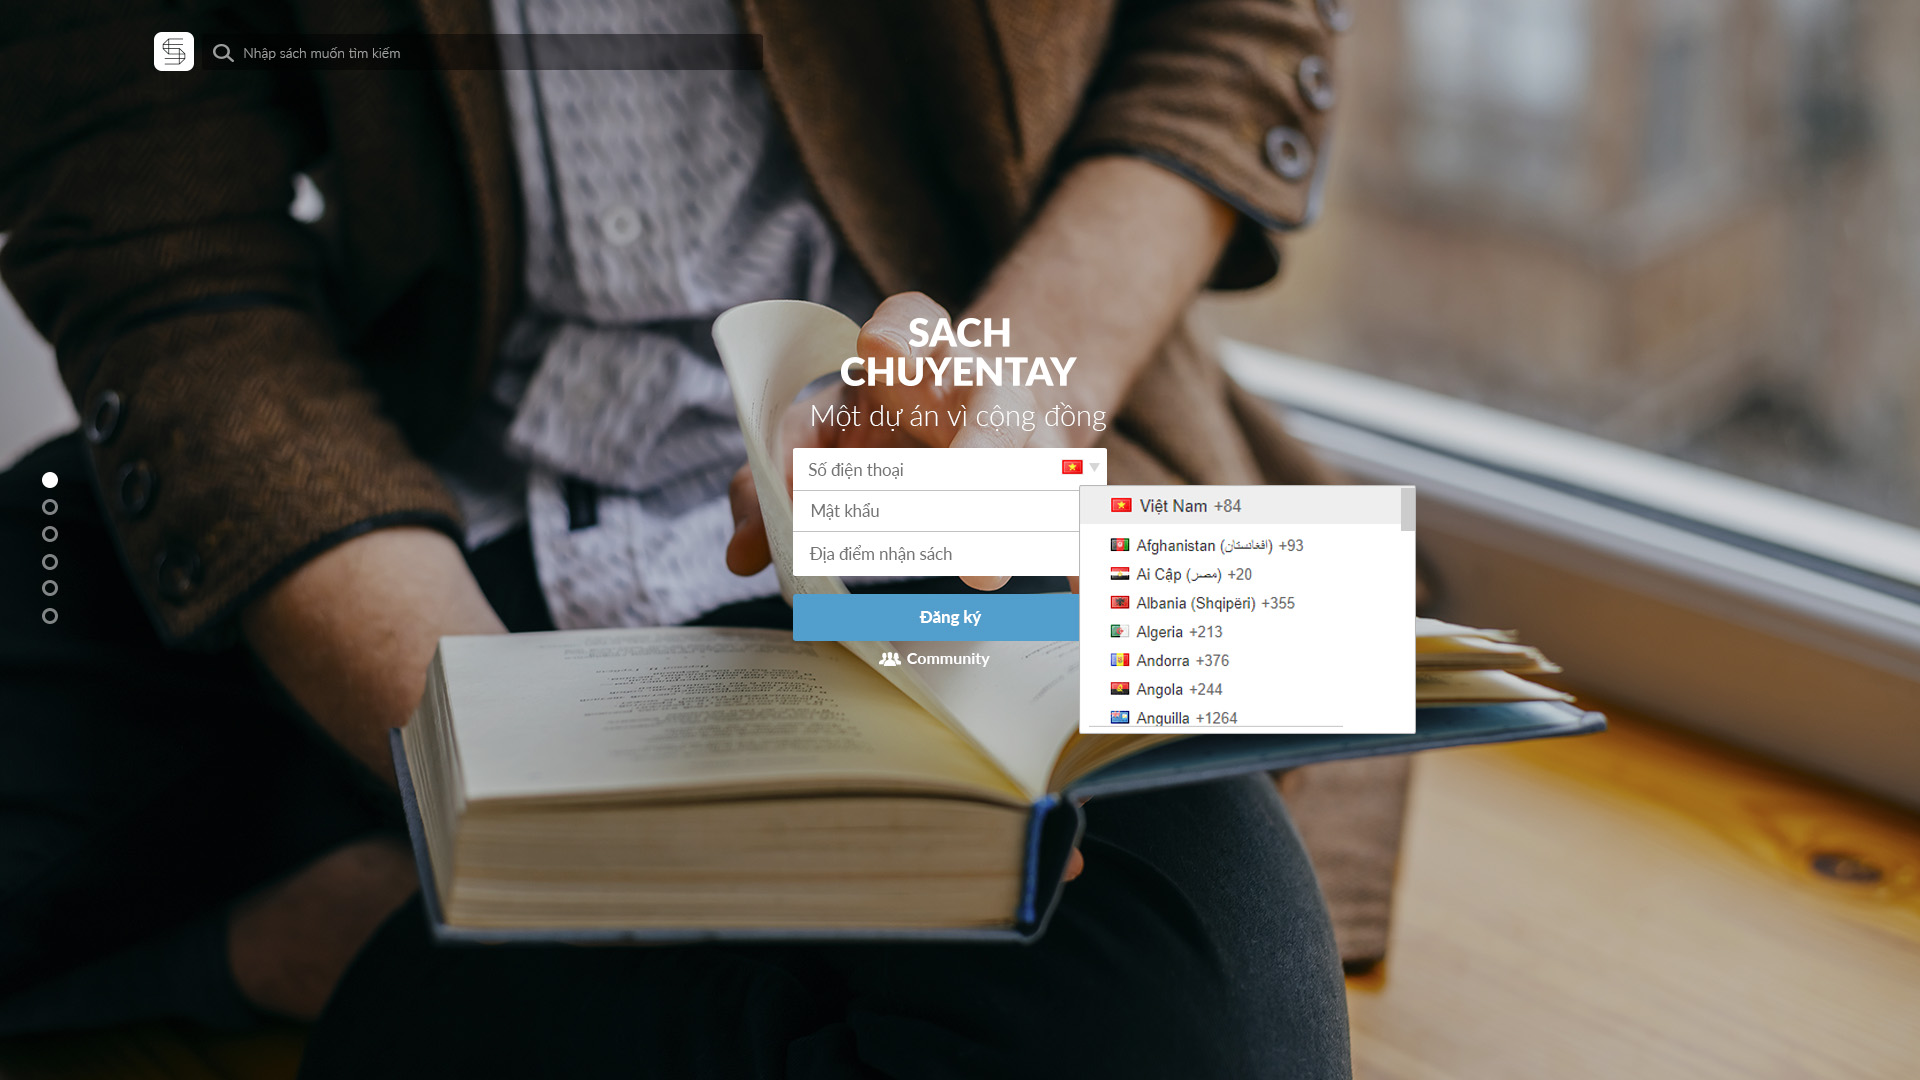 Nhập sách muốn tìm kiếm
SACH
CHUYENTAY
Một dự án vì cộng đồng
Số điện thoại
Mật khẩu
Địa điểm nhận sách
Đăng ký
Community
Việt Nam +84
Afghanistan (افغانستان) +93
Ai Cập (مصر) +20
Albania (Shqipëri) +355
Algeria +213
Andorra +376
Angola +244
Anguilla +1264